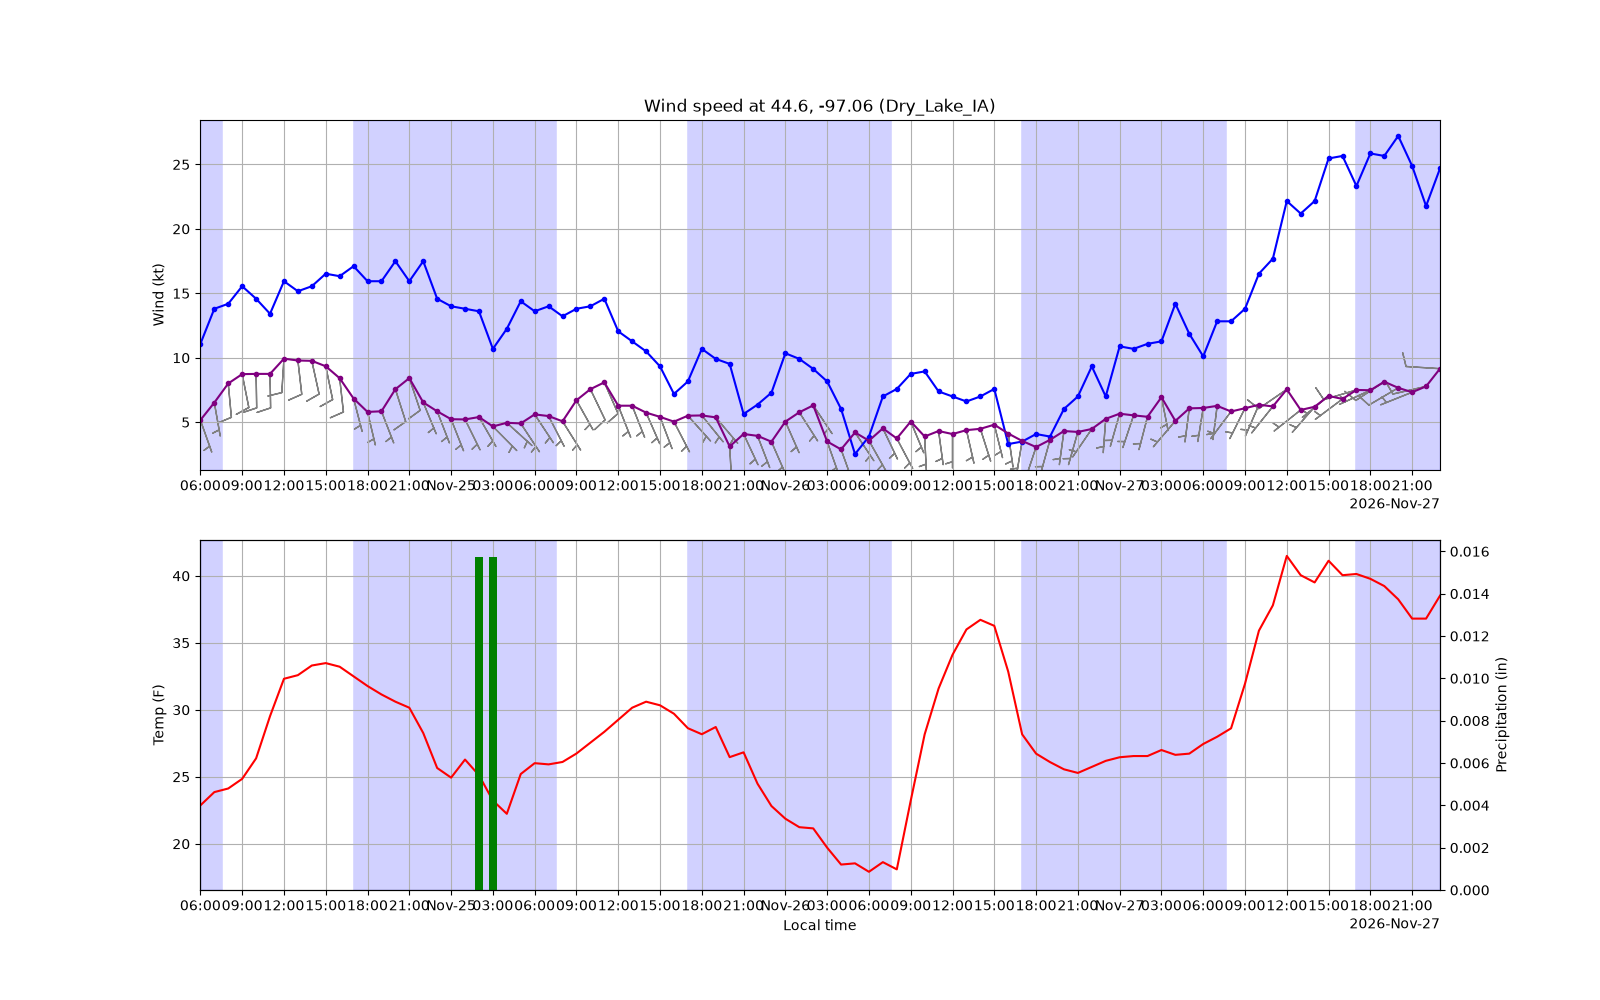 Wind speed at 44.6, -97.06 (Dry_Lake_IA)
25
20
15
10
5
Wind (kt)
06:00 09:00 12:00 15:00 18:00 21:00 Nov-25 03:00 06:00 09:00 12:00 15:00 18:00 21:00 Nov-26 03:00 06:00 09:00 12:00 15:00 18:00 21:00 Nov-27 03:00 06:00 09:00 12:00 15:00 18:00 21:00
2026-Nov-27
40
35
30
25
20
Temp (F)
0.016
0.014
0.012
0.010
0.008
0.006
0.004
0.002
0.000
Precipitation (in)
06:00 09:00 12:00 15:00 18:00 21:00 Nov-25 03:00 06:00 09:00 12:00 15:00 18:00 21:00 Nov-26 03:00 06:00 09:00 12:00 15:00 18:00 21:00 Nov-27 03:00 06:00 09:00 12:00 15:00 18:00 21:00
Local time
2026-Nov-27